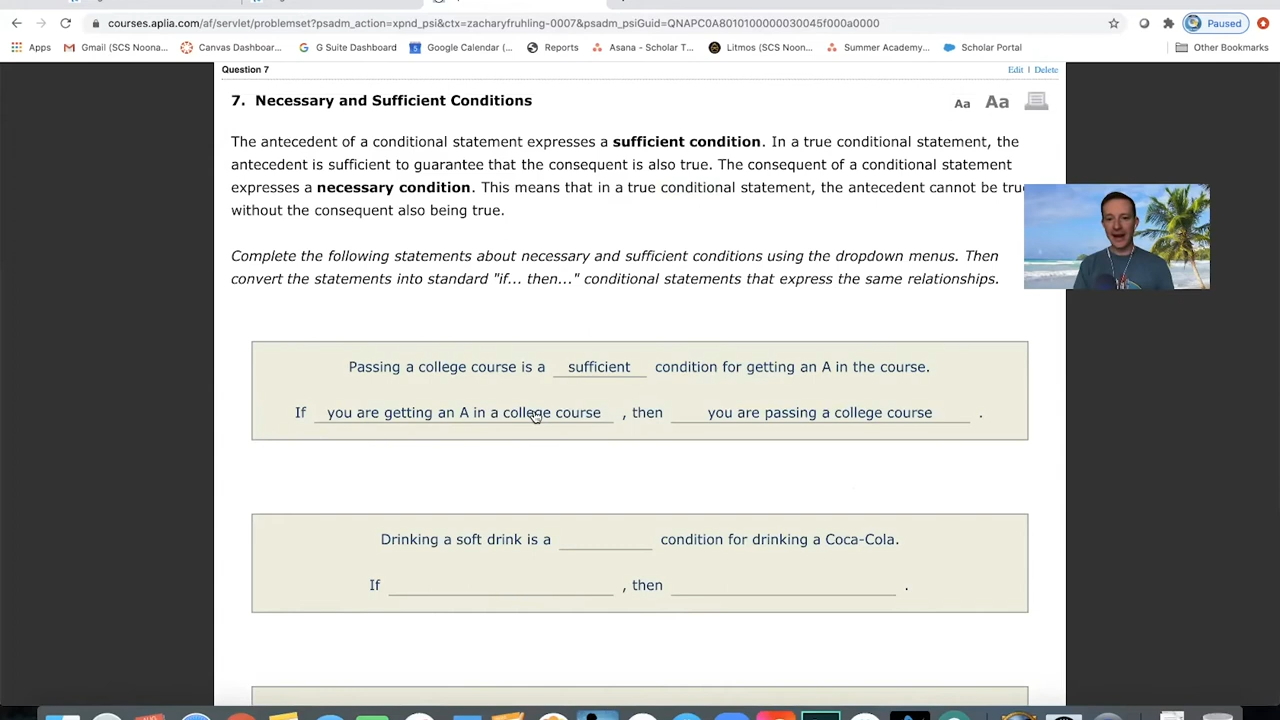 courses.aplia.com/af/servlet/problemset?psadm_action=xpnd_psi&ctx=zacharyfruhling-0007&psadm_psiGuid=QNAPC0A8010100000030045f000a0000
Paused
Apps
Gmail (SCS Noona...
Canvas Dashboar...
G Suite Dashboard
Google Calendar (...
Reports
Asana - Scholar T...
Litmos (SCS Noon...
Summer Academy...
Scholar Portal
Other Bookmarks
Question 7
Edit | Delete
7. Necessary and Sufficient Conditions
Aa Aa
The antecedent of a conditional statement expresses a sufficient condition. In a true conditional statement, the
antecedent is sufficient to guarantee that the consequent is also true. The consequent of a conditional statement
expresses a necessary condition. This means that in a true conditional statement, the antecedent cannot be true
without the consequent also being true.
Complete the following statements about necessary and sufficient conditions using the dropdown menus. Then
convert the statements into standard "if... then..." conditional statements that express the same relationships.
Passing a college course is a sufficient condition for getting an A in the course.
If you are getting an A in a college course , then you are passing a college course .
Drinking a soft drink is a condition for drinking a Coca-Cola.
If , then .